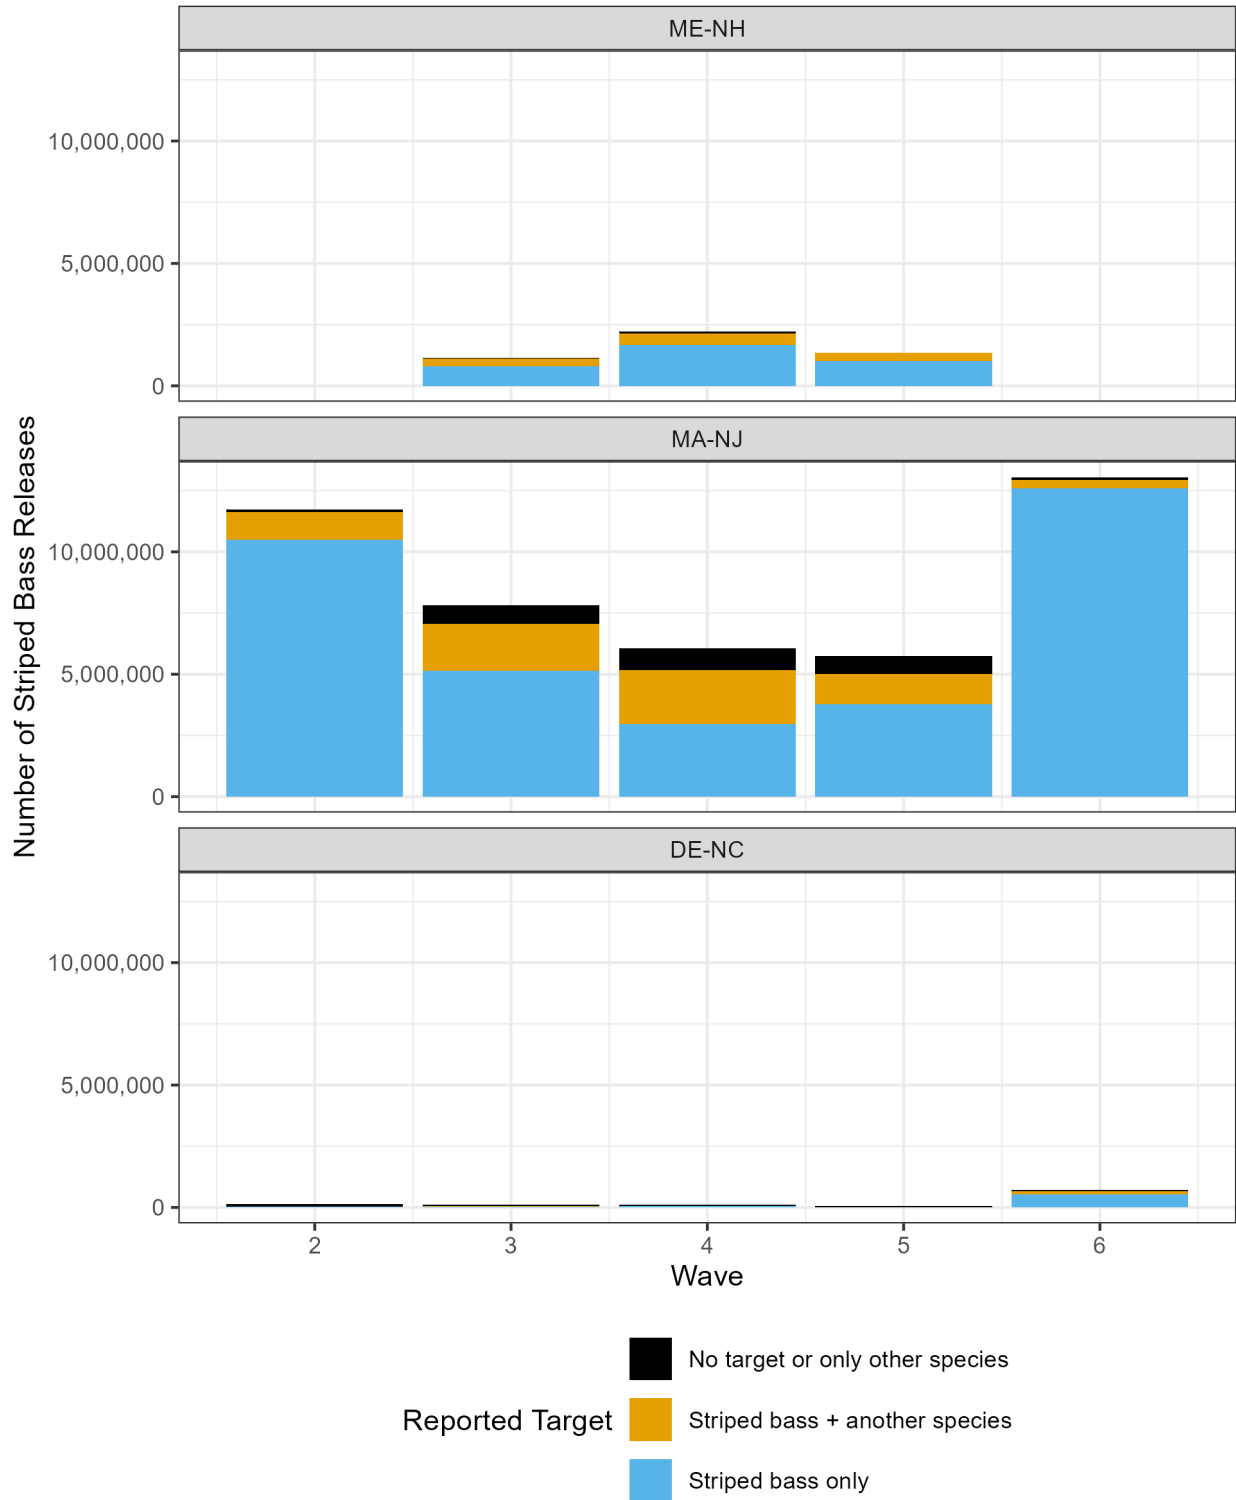 ME-NH
10,000,000
5,000,000
0
MA-NJ
10,000,000
5,000,000
0
DE-NC
10,000,000
5,000,000
0
Number of Striped Bass Releases
2 3 4 5 6
Wave
Reported Target
No target or only other species
Striped bass + another species
Striped bass only